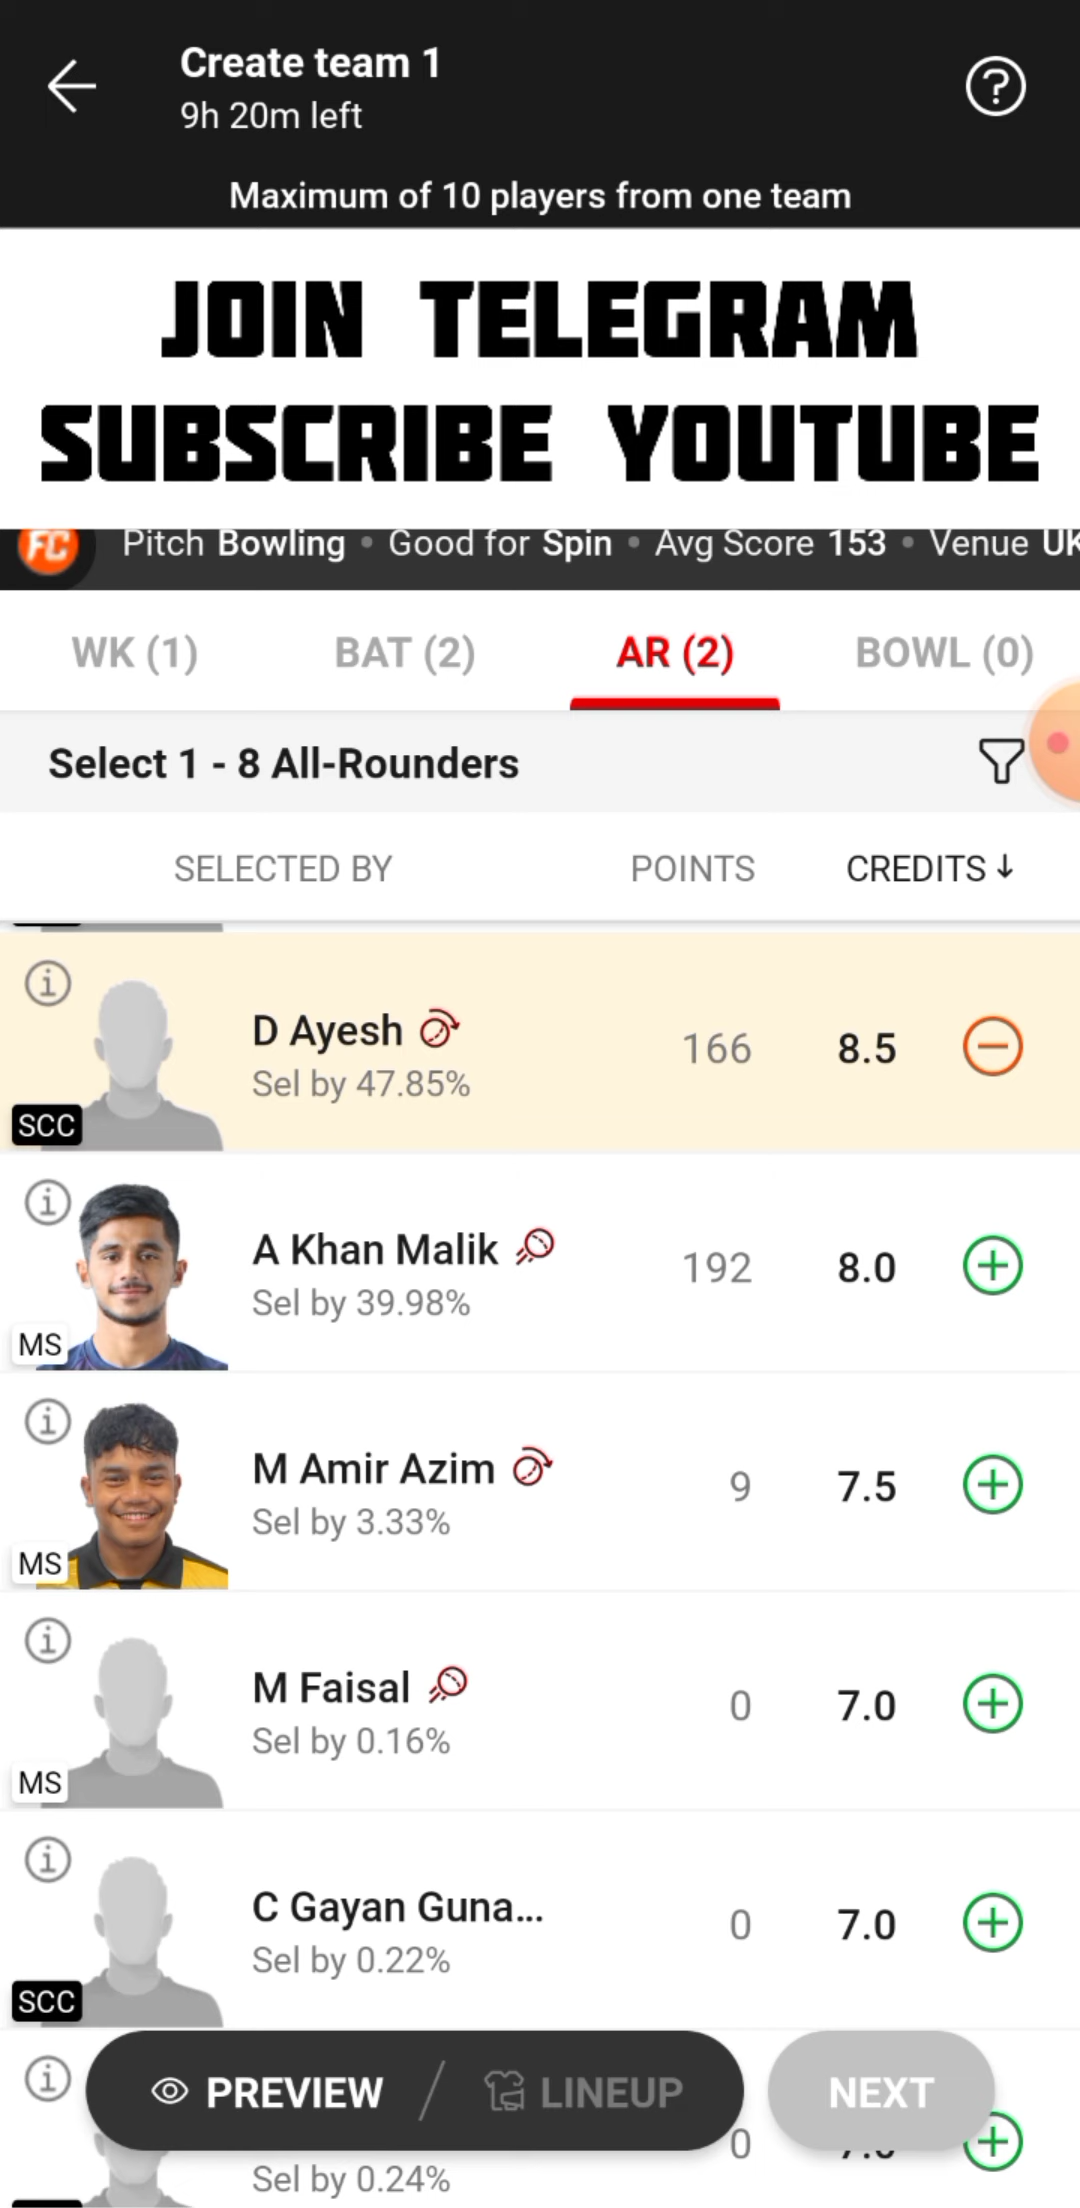 Create team 1
9h 20m left
Maximum of 10 players from one team
JOIN TELEGRAM
SUBSCRIBE YOUTUBE
FC Pitch Bowling • Good for Spin • Avg Score 153 • Venue UK
WK (1) BAT (2) AR (2) BOWL (0)
Select 1 - 8 All-Rounders
SELECTED BY POINTS CREDITS ↓
D Ayesh 166 8.5
Sel by 47.85%
SCC
A Khan Malik 192 8.0
Sel by 39.98%
MS
M Amir Azim 9 7.5
Sel by 3.33%
MS
M Faisal 0 7.0
Sel by 0.16%
MS
C Gayan Guna... 0 7.0
Sel by 0.22%
SCC
PREVIEW / LINEUP NEXT
0
Sel by 0.24%